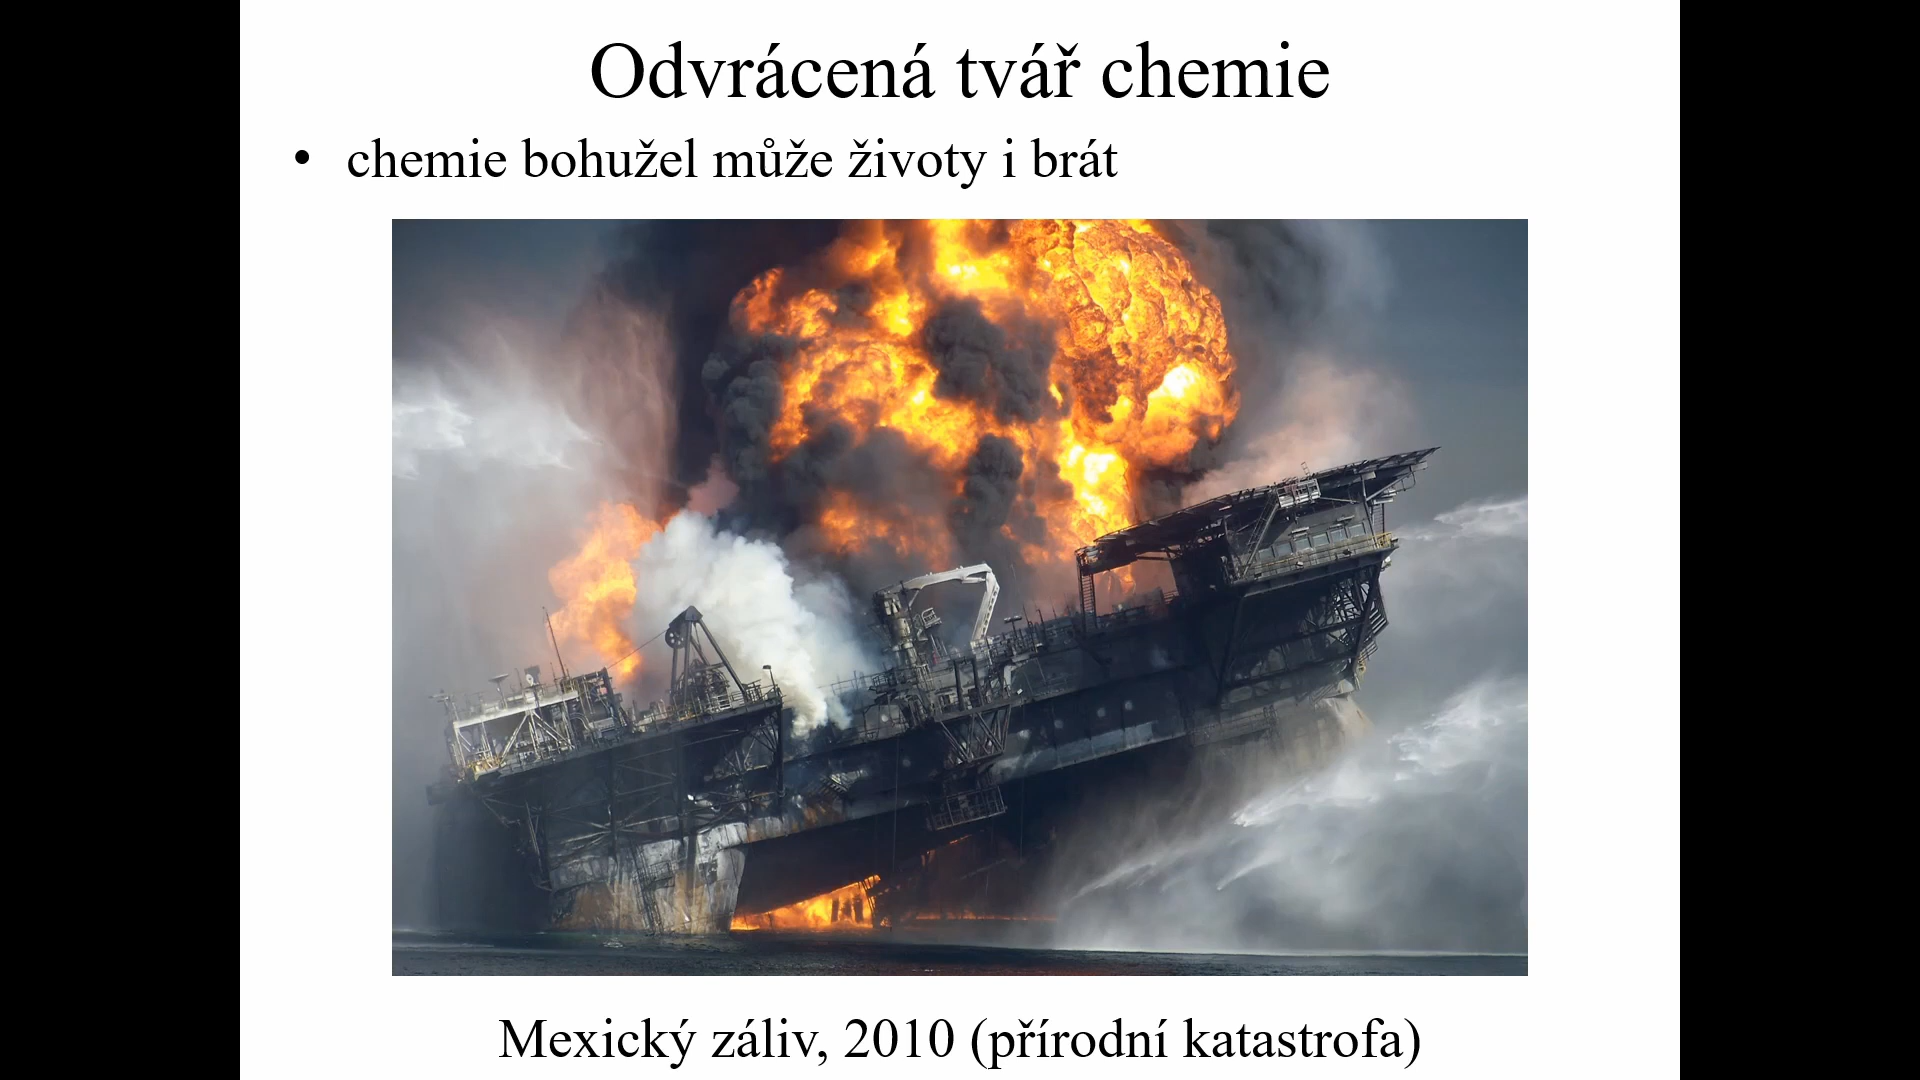 Odvrácená tvář chemie
• chemie bohužel může životy i brát
Mexický záliv, 2010 (přírodní katastrofa)